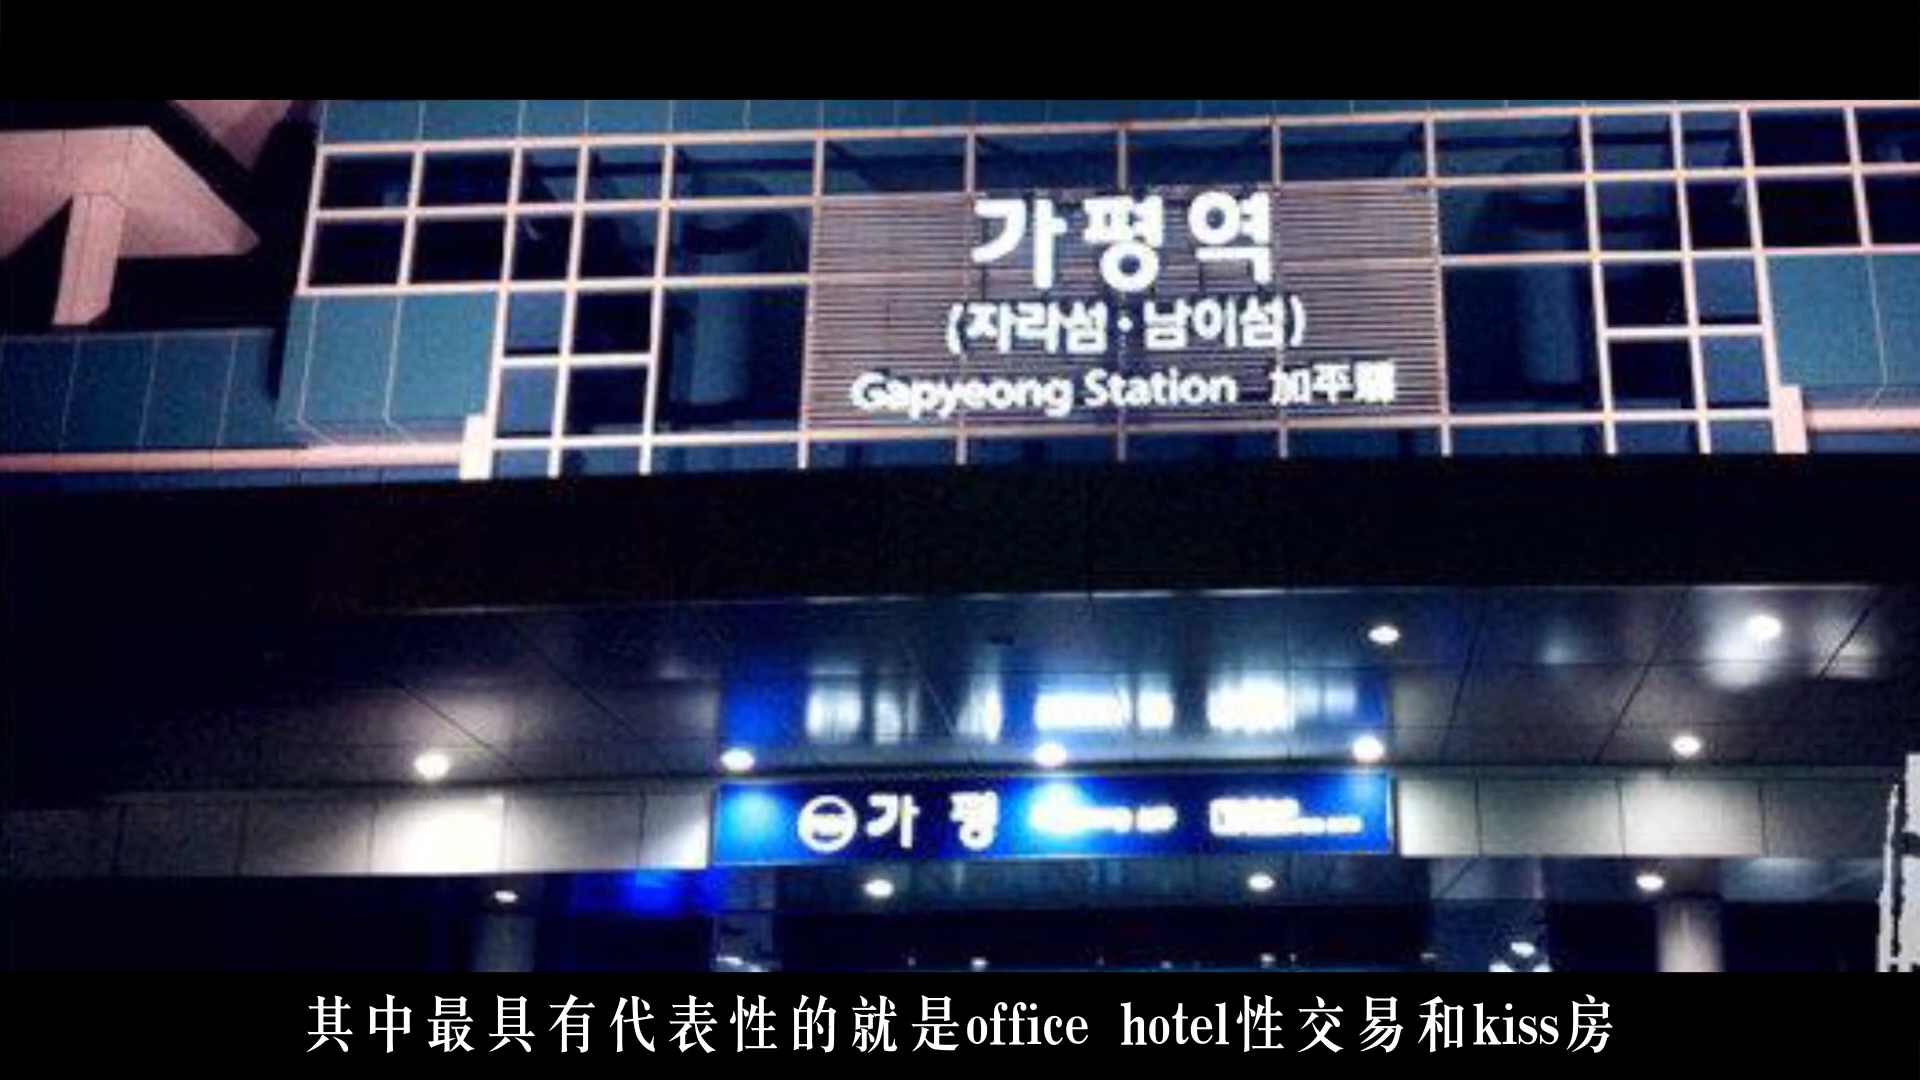 가평역
(자라섬·남이섬)
Gapyeong Station 加平驛
가평
其中最具有代表性的就是office hotel性交易和kiss房